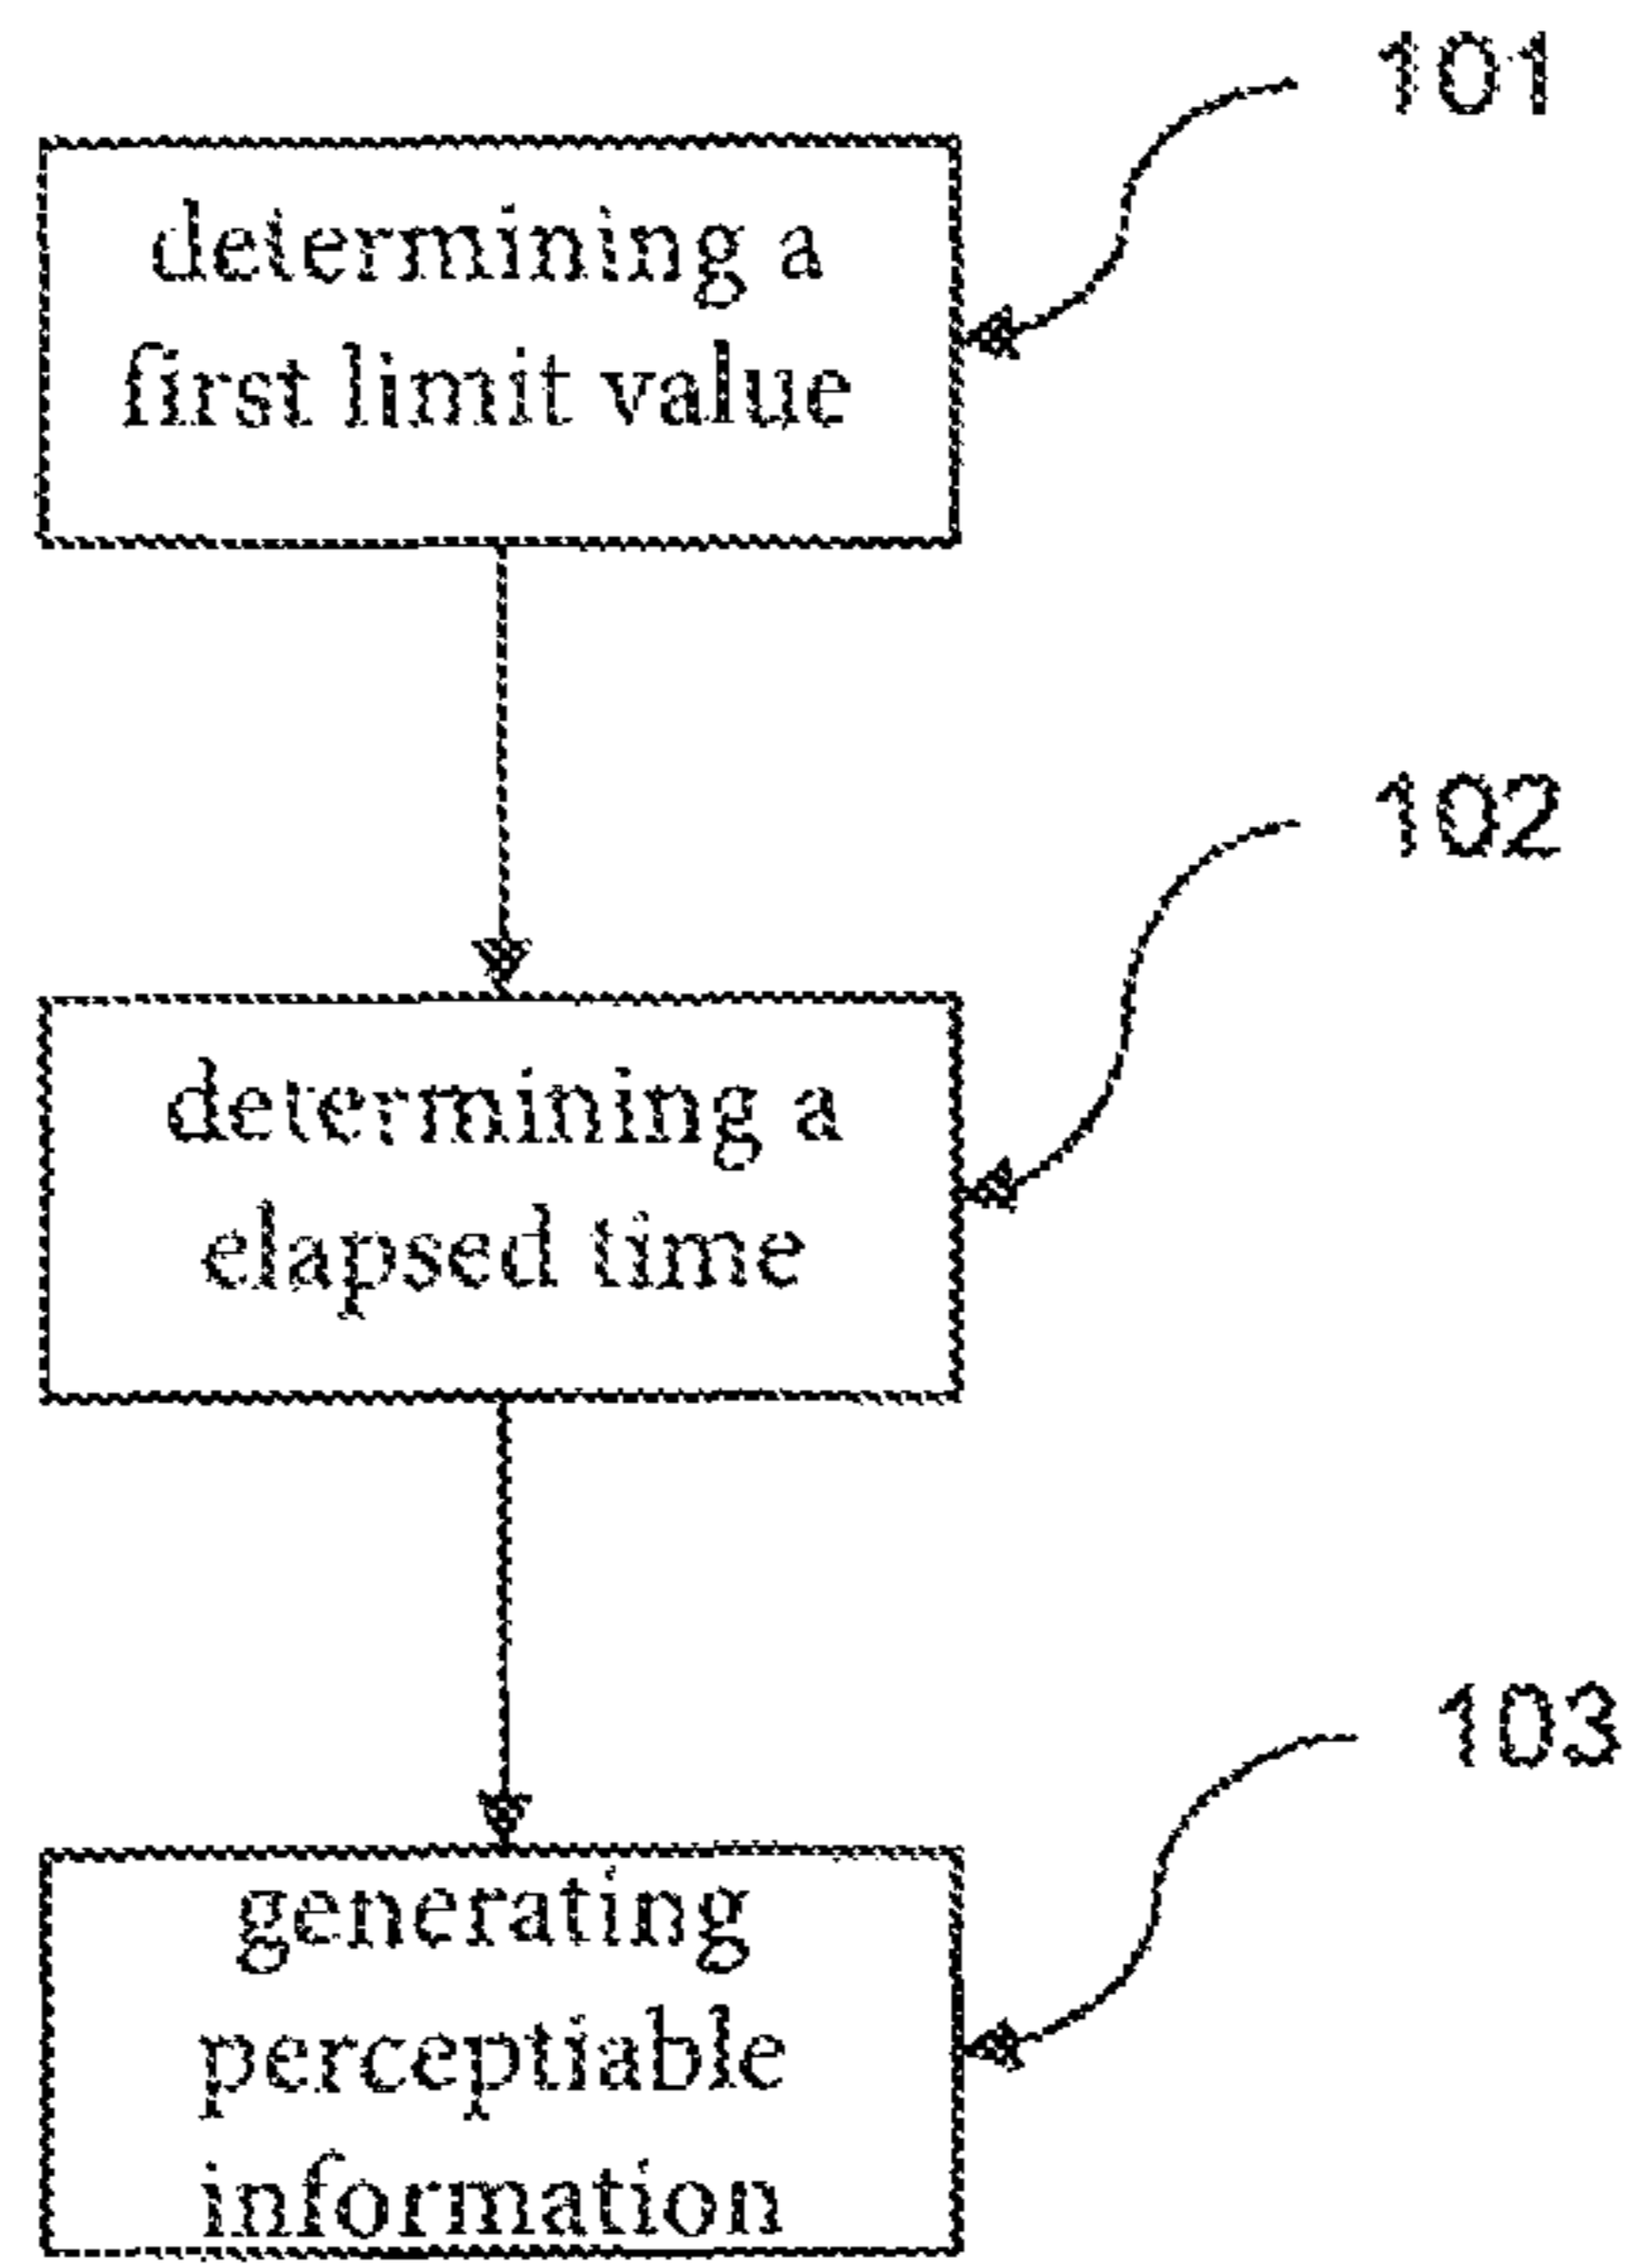 101
determining a
first limit value
102
determining a
elapsed time
103
generating
perceptiable
information